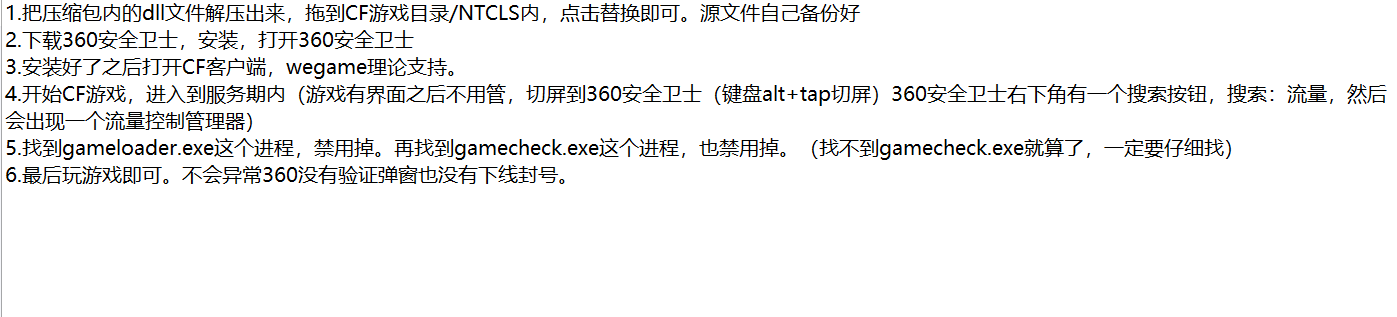 1.把压缩包内的dll文件解压出来，拖到CF游戏目录/NTCLS内，点击替换即可。源文件自己备份好
2.下载360安全卫士，安装，打开360安全卫士
3.安装好了之后打开CF客户端，wegame理论支持。
4.开始CF游戏，进入到服务期内（游戏有界面之后不用管，切屏到360安全卫士（键盘alt+tap切屏）360安全卫士右下角有一个搜索按钮，搜索：流量，然后
会出现一个流量控制管理器）
5.找到gameloader.exe这个进程，禁用掉。再找到gamecheck.exe这个进程，也禁用掉。（找不到gamecheck.exe就算了，一定要仔细找）
6.最后玩游戏即可。不会异常360没有验证弹窗也没有下线封号。